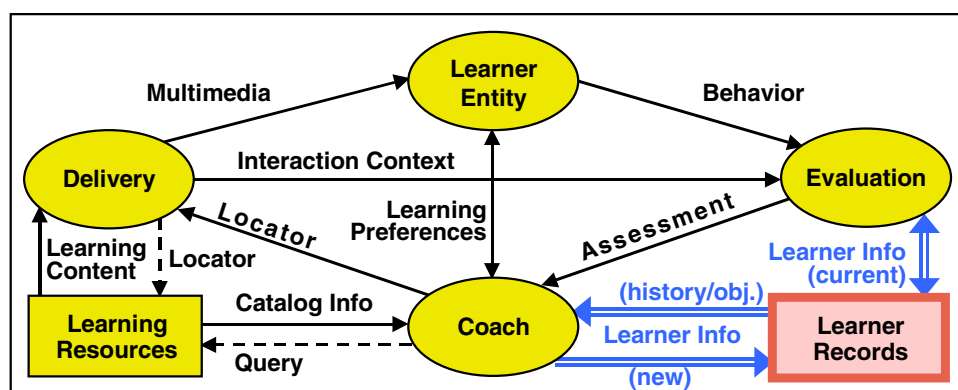 Learner
Entity
Multimedia
Behavior
Interaction Context
Delivery
Evaluation
Locator
Learning
Preferences
Assessment
Learning
Content
Locator
Learner Info
(current)
Catalog Info
(history/obj.)
Learning
Resources
Coach
Learner Info
Learner
Records
Query
(new)